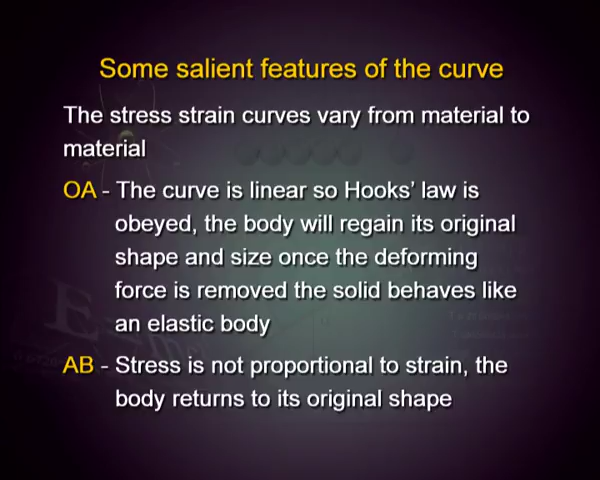 Some salient features of the curve
The stress strain curves vary from material to
material
OA - The curve is linear so Hooks' law is
obeyed, the body will regain its original
shape and size once the deforming
force is removed the solid behaves like
an elastic body
AB - Stress is not proportional to strain, the
body returns to its original shape